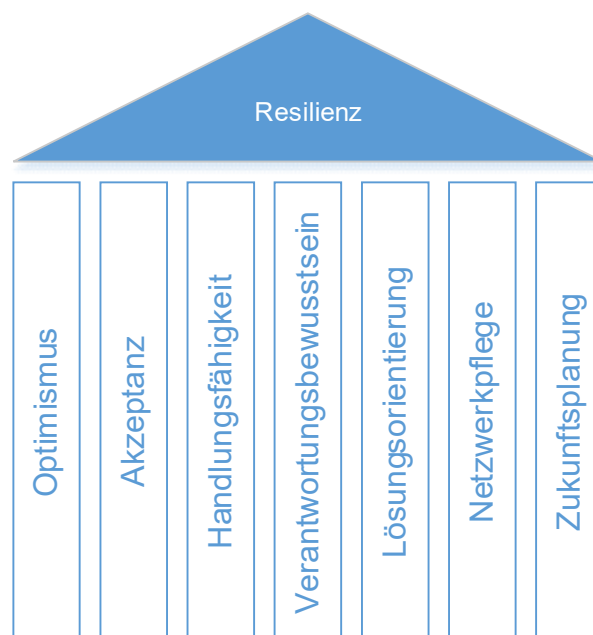 Resilienz
Optimismus
Akzeptanz
Handlungsfähigkeit
Verantwortungsbewusstsein
Lösungsorientierung
Netzwerkpflege
Zukunftsplanung